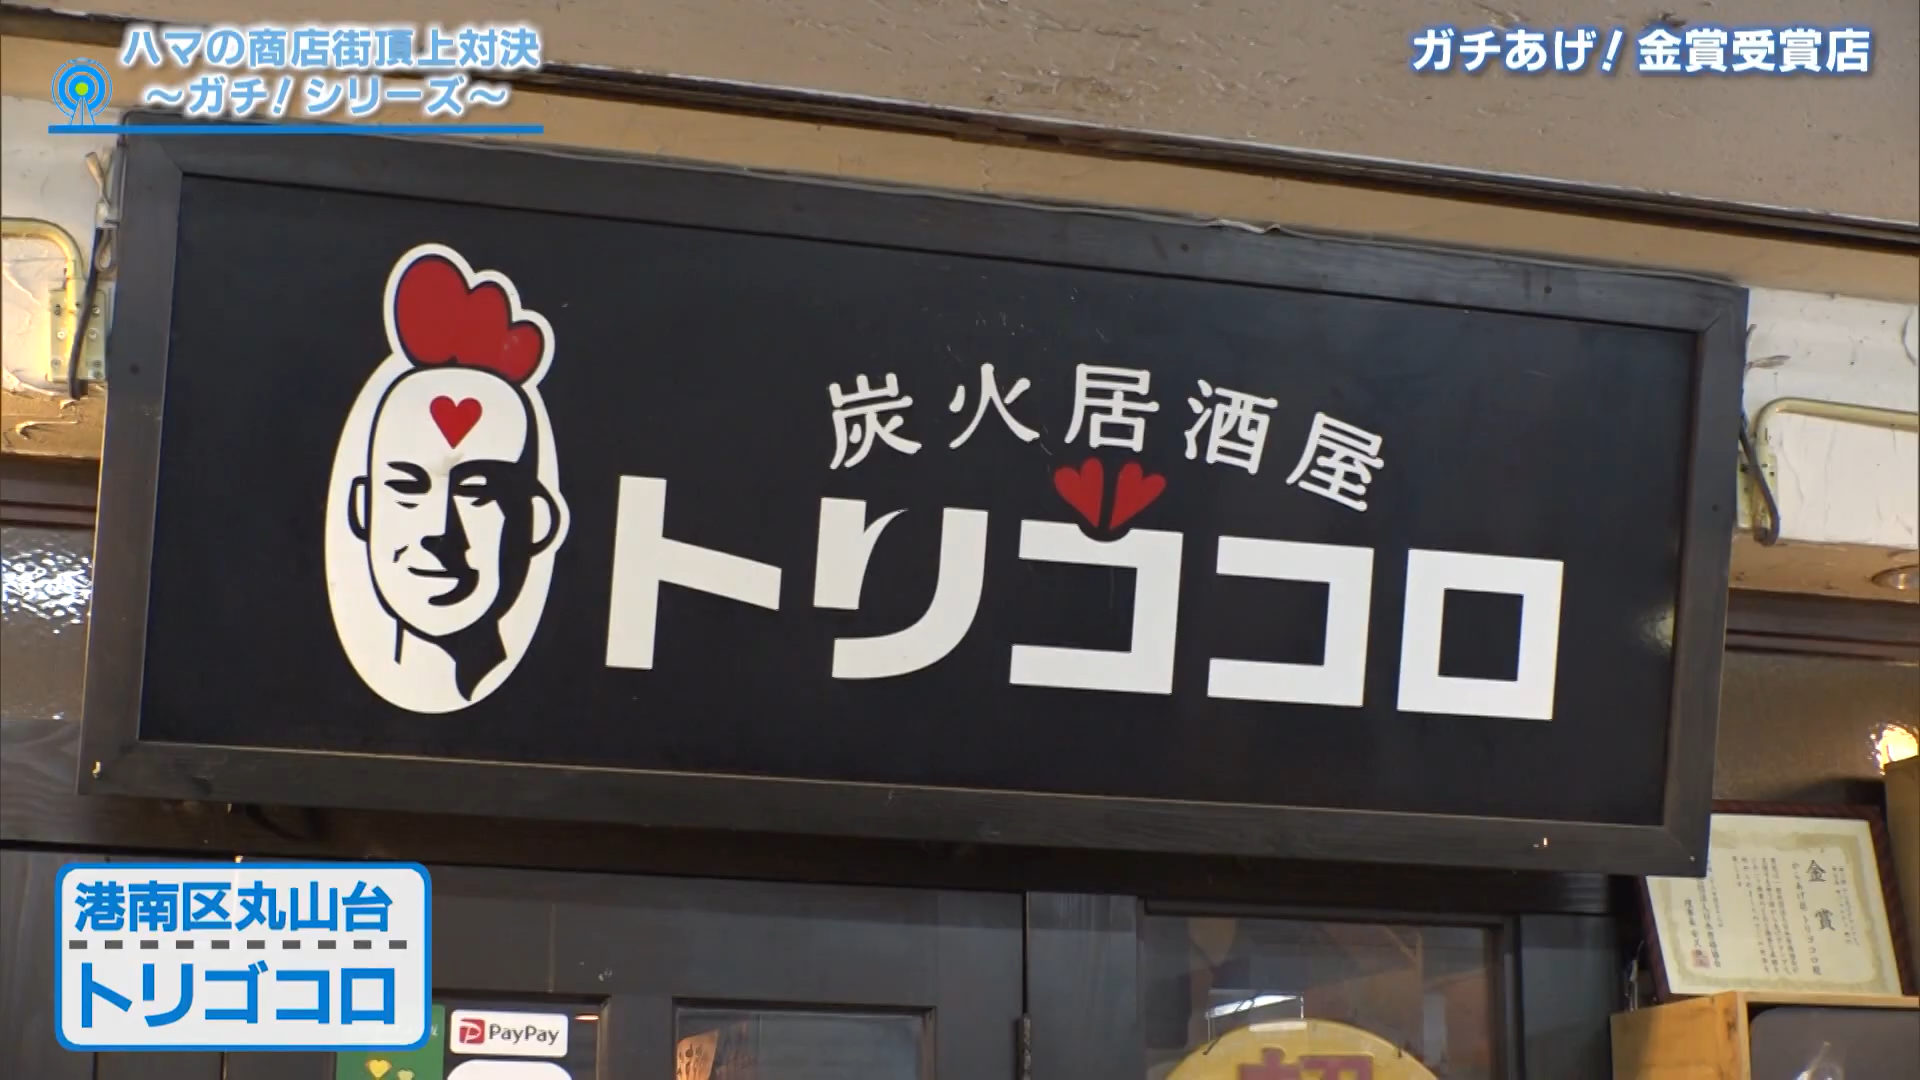 ハマの商店街頂上対決
～ガチ！シリーズ～
ガチあげ！金賞受賞店
炭火居酒屋
トリゴコロ
金賞
港南区丸山台
トリゴコロ
PayPay